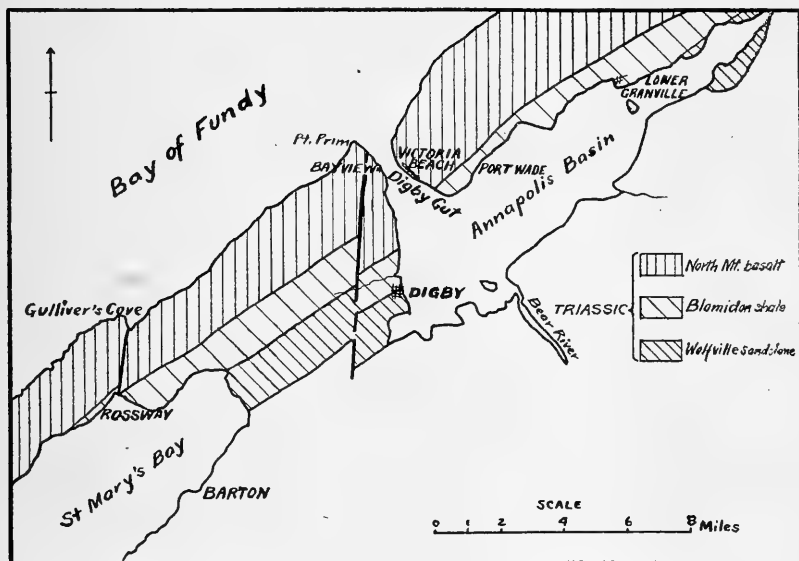 Bay of Fundy
Pt. Prim
BAYVIEW
VICTORIA
BEACH
Digby Gut
PORT WADE
LOWER
GRANVILLE
Annapolis Basin
Gulliver's Cove
DIGBY
Bear River
ROSSWAY
St Mary's Bay
BARTON
TRIASSIC
North Mt. basalt
Blomidon shale
Wolfville sandstone
SCALE
0 2 4 6 8 Miles